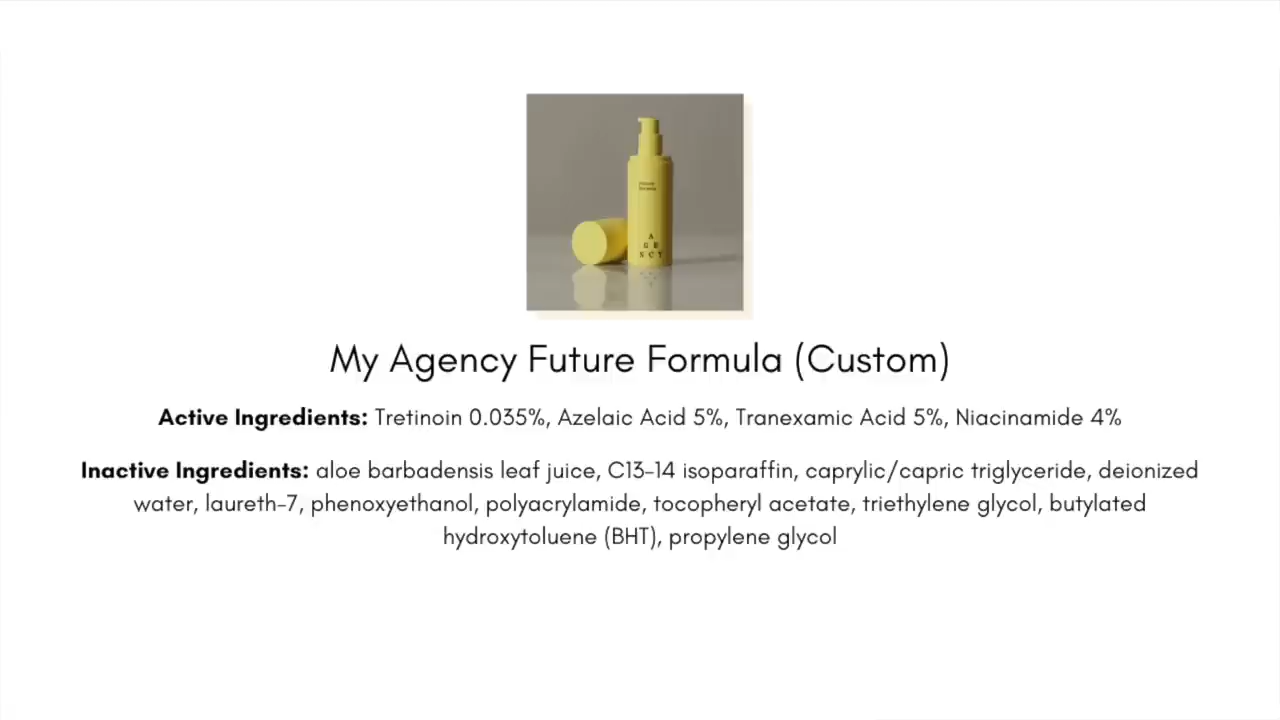 A
GE
NCY
My Agency Future Formula (Custom)
Active Ingredients: Tretinoin 0.035%, Azelaic Acid 5%, Tranexamic Acid 5%, Niacinamide 4%
Inactive Ingredients: aloe barbadensis leaf juice, C13-14 isoparaffin, caprylic/capric triglyceride, deionized
water, laureth-7, phenoxyethanol, polyacrylamide, tocopheryl acetate, triethylene glycol, butylated
hydroxytoluene (BHT), propylene glycol